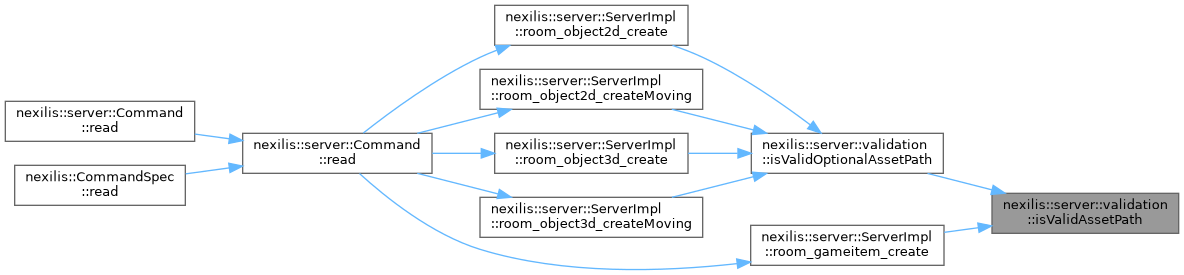 nexilis::server::ServerImpl
::room_object2d_create
nexilis::server::ServerImpl
::room_object2d_createMoving
nexilis::server::Command
::read
nexilis::server::Command
::read
nexilis::server::ServerImpl
::room_object3d_create
nexilis::server::validation
::isValidOptionalAssetPath
nexilis::CommandSpec
::read
nexilis::server::ServerImpl
::room_object3d_createMoving
nexilis::server::validation
::isValidAssetPath
nexilis::server::ServerImpl
::room_gameitem_create